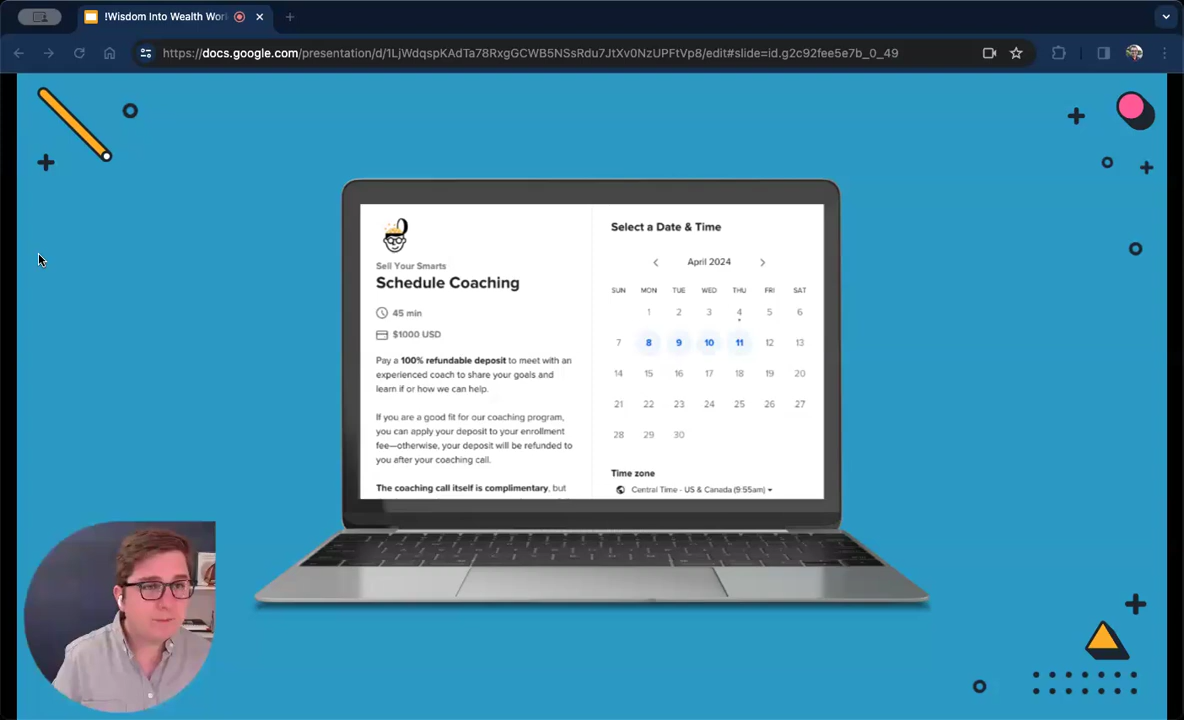 !Wisdom Into Wealth Wor
https://docs.google.com/presentation/d/1LjWdqspKAdTa78RxgGCWB5NSsRdu7JtXv0NzUPFtVp8/edit#slide=id.g2c92fee5e7b_0_49
Sell Your Smarts
Schedule Coaching
45 min
$1000 USD
Pay a 100% refundable deposit to meet with an
experienced coach to share your goals and
learn if or how we can help.
If you are a good fit for our coaching program,
you can apply your deposit to your enrollment
fee—otherwise, your deposit will be refunded to
you after your coaching call.
The coaching call itself is complimentary, but
Select a Date & Time
April 2024
SUN MON TUE WED THU FRI SAT
1 2 3 4 5 6
7 8 9 10 11 12 13
14 15 16 17 18 19 20
21 22 23 24 25 26 27
28 29 30
Time zone
Central Time - US & Canada (9:55am)